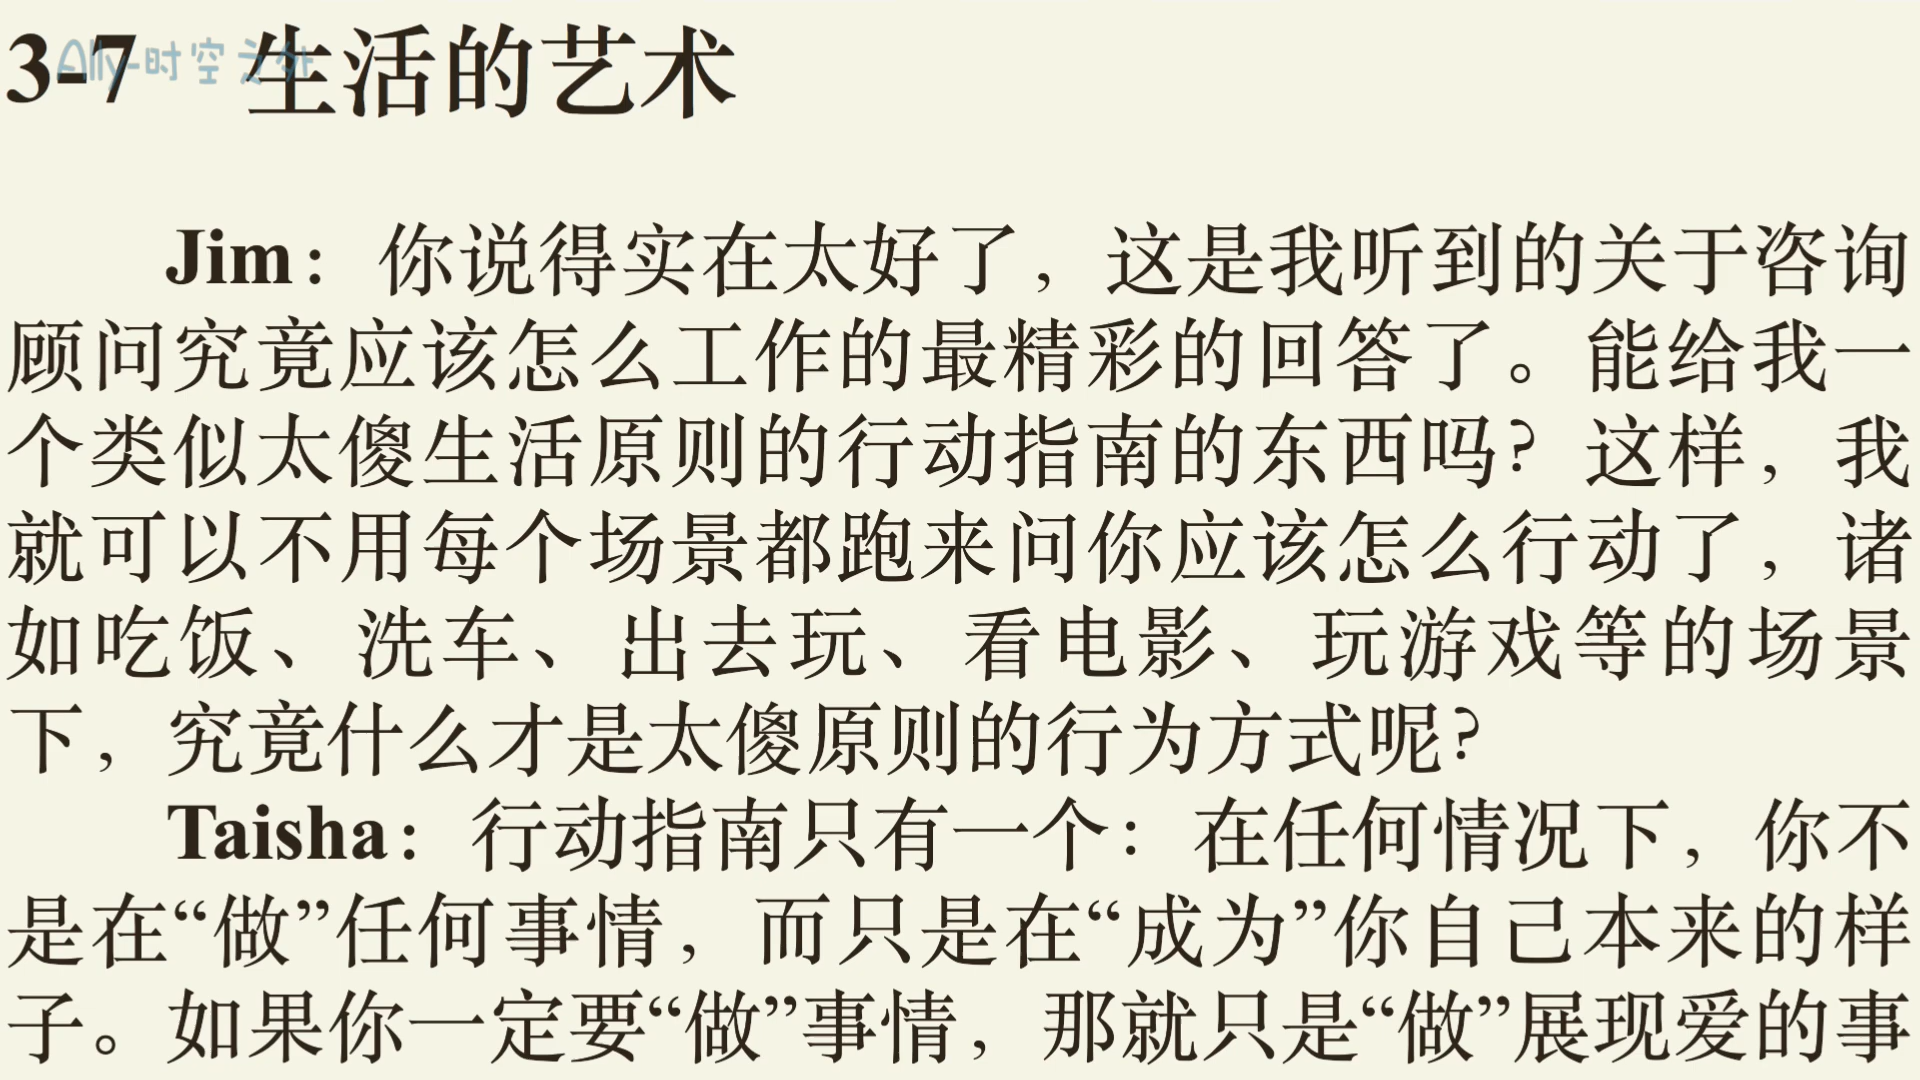 3-7 生活的艺术
Ally-时空之外
Jim：你说得实在太好了，这是我听到的关于咨询
顾问究竟应该怎么工作的最精彩的回答了。能给我一
个类似太傻生活原则的行动指南的东西吗？这样，我
就可以不用每个场景都跑来问你应该怎么行动了，诸
如吃饭、洗车、出去玩、看电影、玩游戏等的场景
下，究竟什么才是太傻原则的行为方式呢？
Taisha：行动指南只有一个：在任何情况下，你不
是在“做”任何事情，而只是在“成为”你自己本来的样
子。如果你一定要“做”事情，那就只是“做”展现爱的事